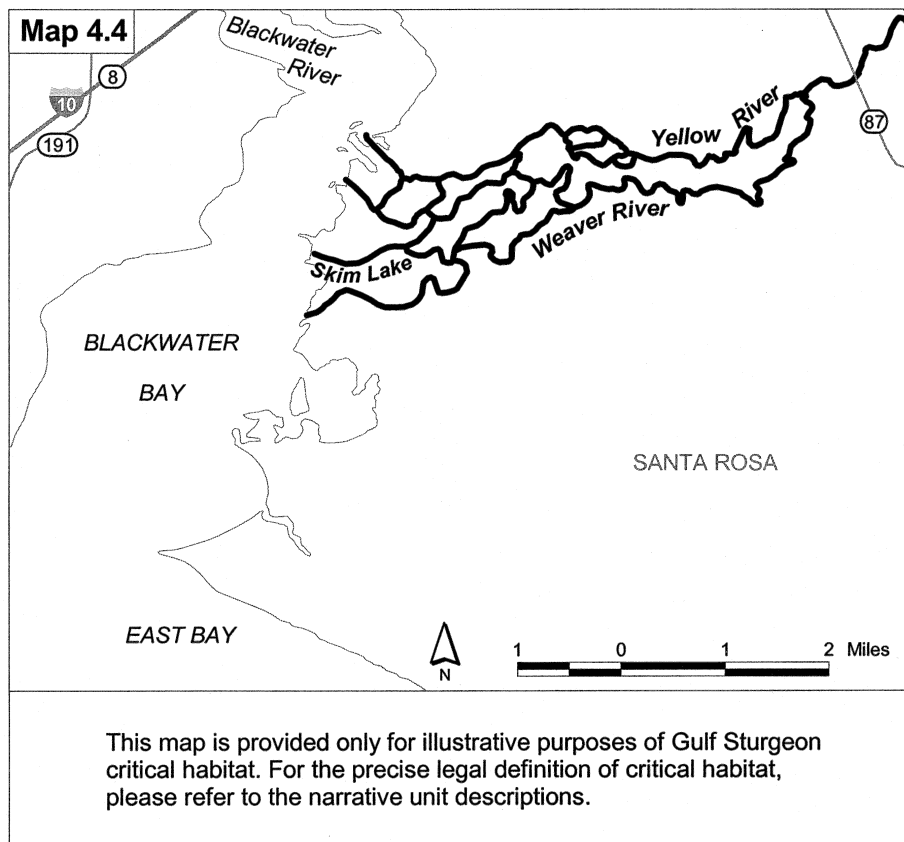 Map 4.4
Blackwater
River
8
10
191
Yellow River
87
Weaver River
Skim Lake
BLACKWATER
BAY
SANTA ROSA
EAST BAY
N
1 0 1 2 Miles
This map is provided only for illustrative purposes of Gulf Sturgeon
critical habitat. For the precise legal definition of critical habitat,
please refer to the narrative unit descriptions.